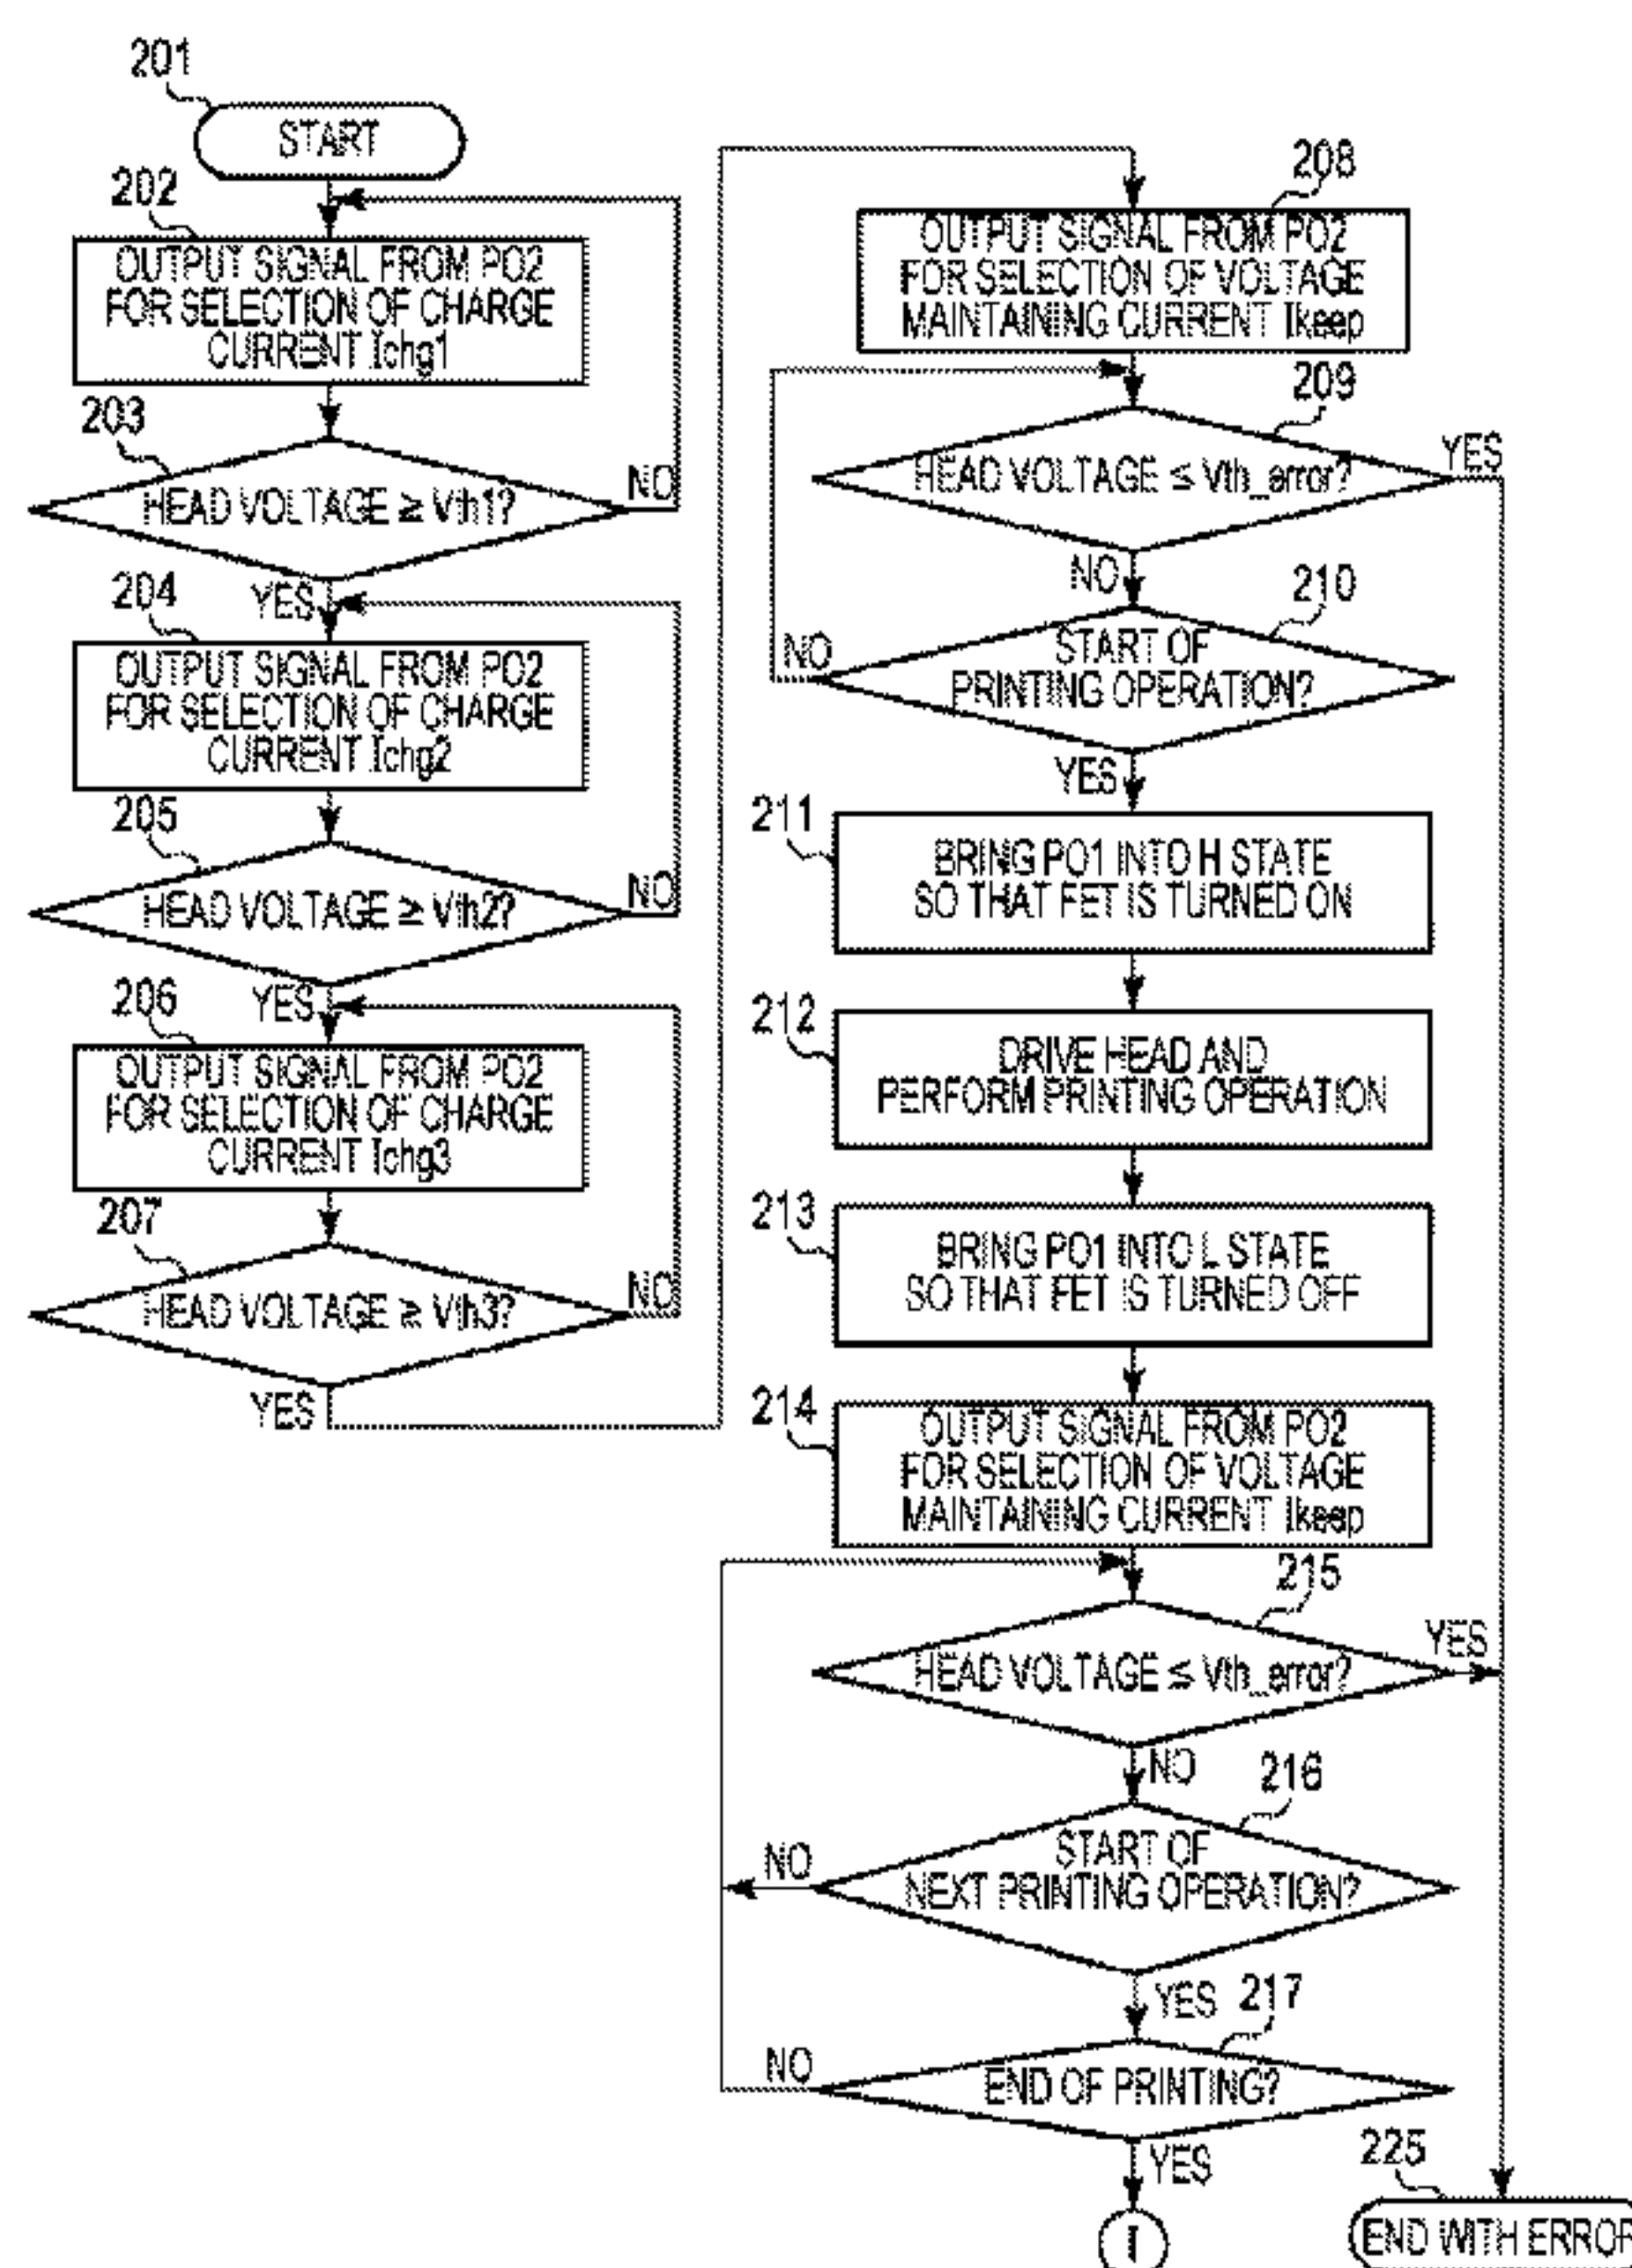 201
START
202
OUTPUT SIGNAL FROM PO2
FOR SELECTION OF CHARGE
CURRENT Ichg1
203
HEAD VOLTAGE ≥ Vth1?
NO
YES
204
OUTPUT SIGNAL FROM PO2
FOR SELECTION OF CHARGE
CURRENT Ichg2
205
HEAD VOLTAGE ≥ Vth2?
NO
YES
206
OUTPUT SIGNAL FROM PO2
FOR SELECTION OF CHARGE
CURRENT Ichg3
207
HEAD VOLTAGE ≥ Vth3?
NO
YES
208
OUTPUT SIGNAL FROM PO2
FOR SELECTION OF VOLTAGE
MAINTAINING CURRENT Ikeep
209
HEAD VOLTAGE ≤ Vth_error?
YES
NO
210
START OF
PRINTING OPERATION?
NO
YES
211
BRING PO1 INTO H STATE
SO THAT FET IS TURNED ON
212
DRIVE HEAD AND
PERFORM PRINTING OPERATION
213
BRING PO1 INTO L STATE
SO THAT FET IS TURNED OFF
214
OUTPUT SIGNAL FROM PO2
FOR SELECTION OF VOLTAGE
MAINTAINING CURRENT Ikeep
215
HEAD VOLTAGE ≤ Vth_error?
YES
NO
216
START OF
NEXT PRINTING OPERATION?
NO
YES
217
END OF PRINTING?
NO
YES
I
225
END WITH ERROR